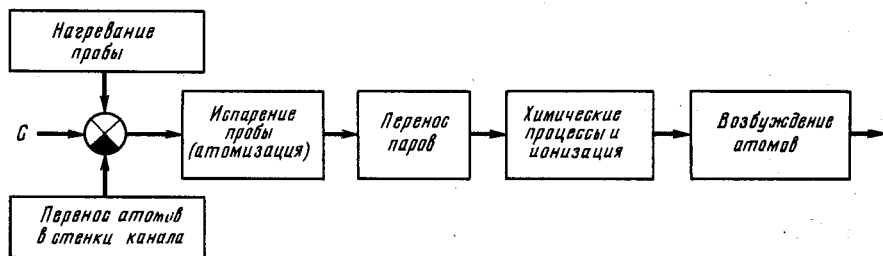 Нагревание
пробы
С
Испарение
пробы
(атомизация)
Перенос
паров
Химические
процессы и
ионизация
Возбуждение
атомов
Перенос атомов
в стенки канала